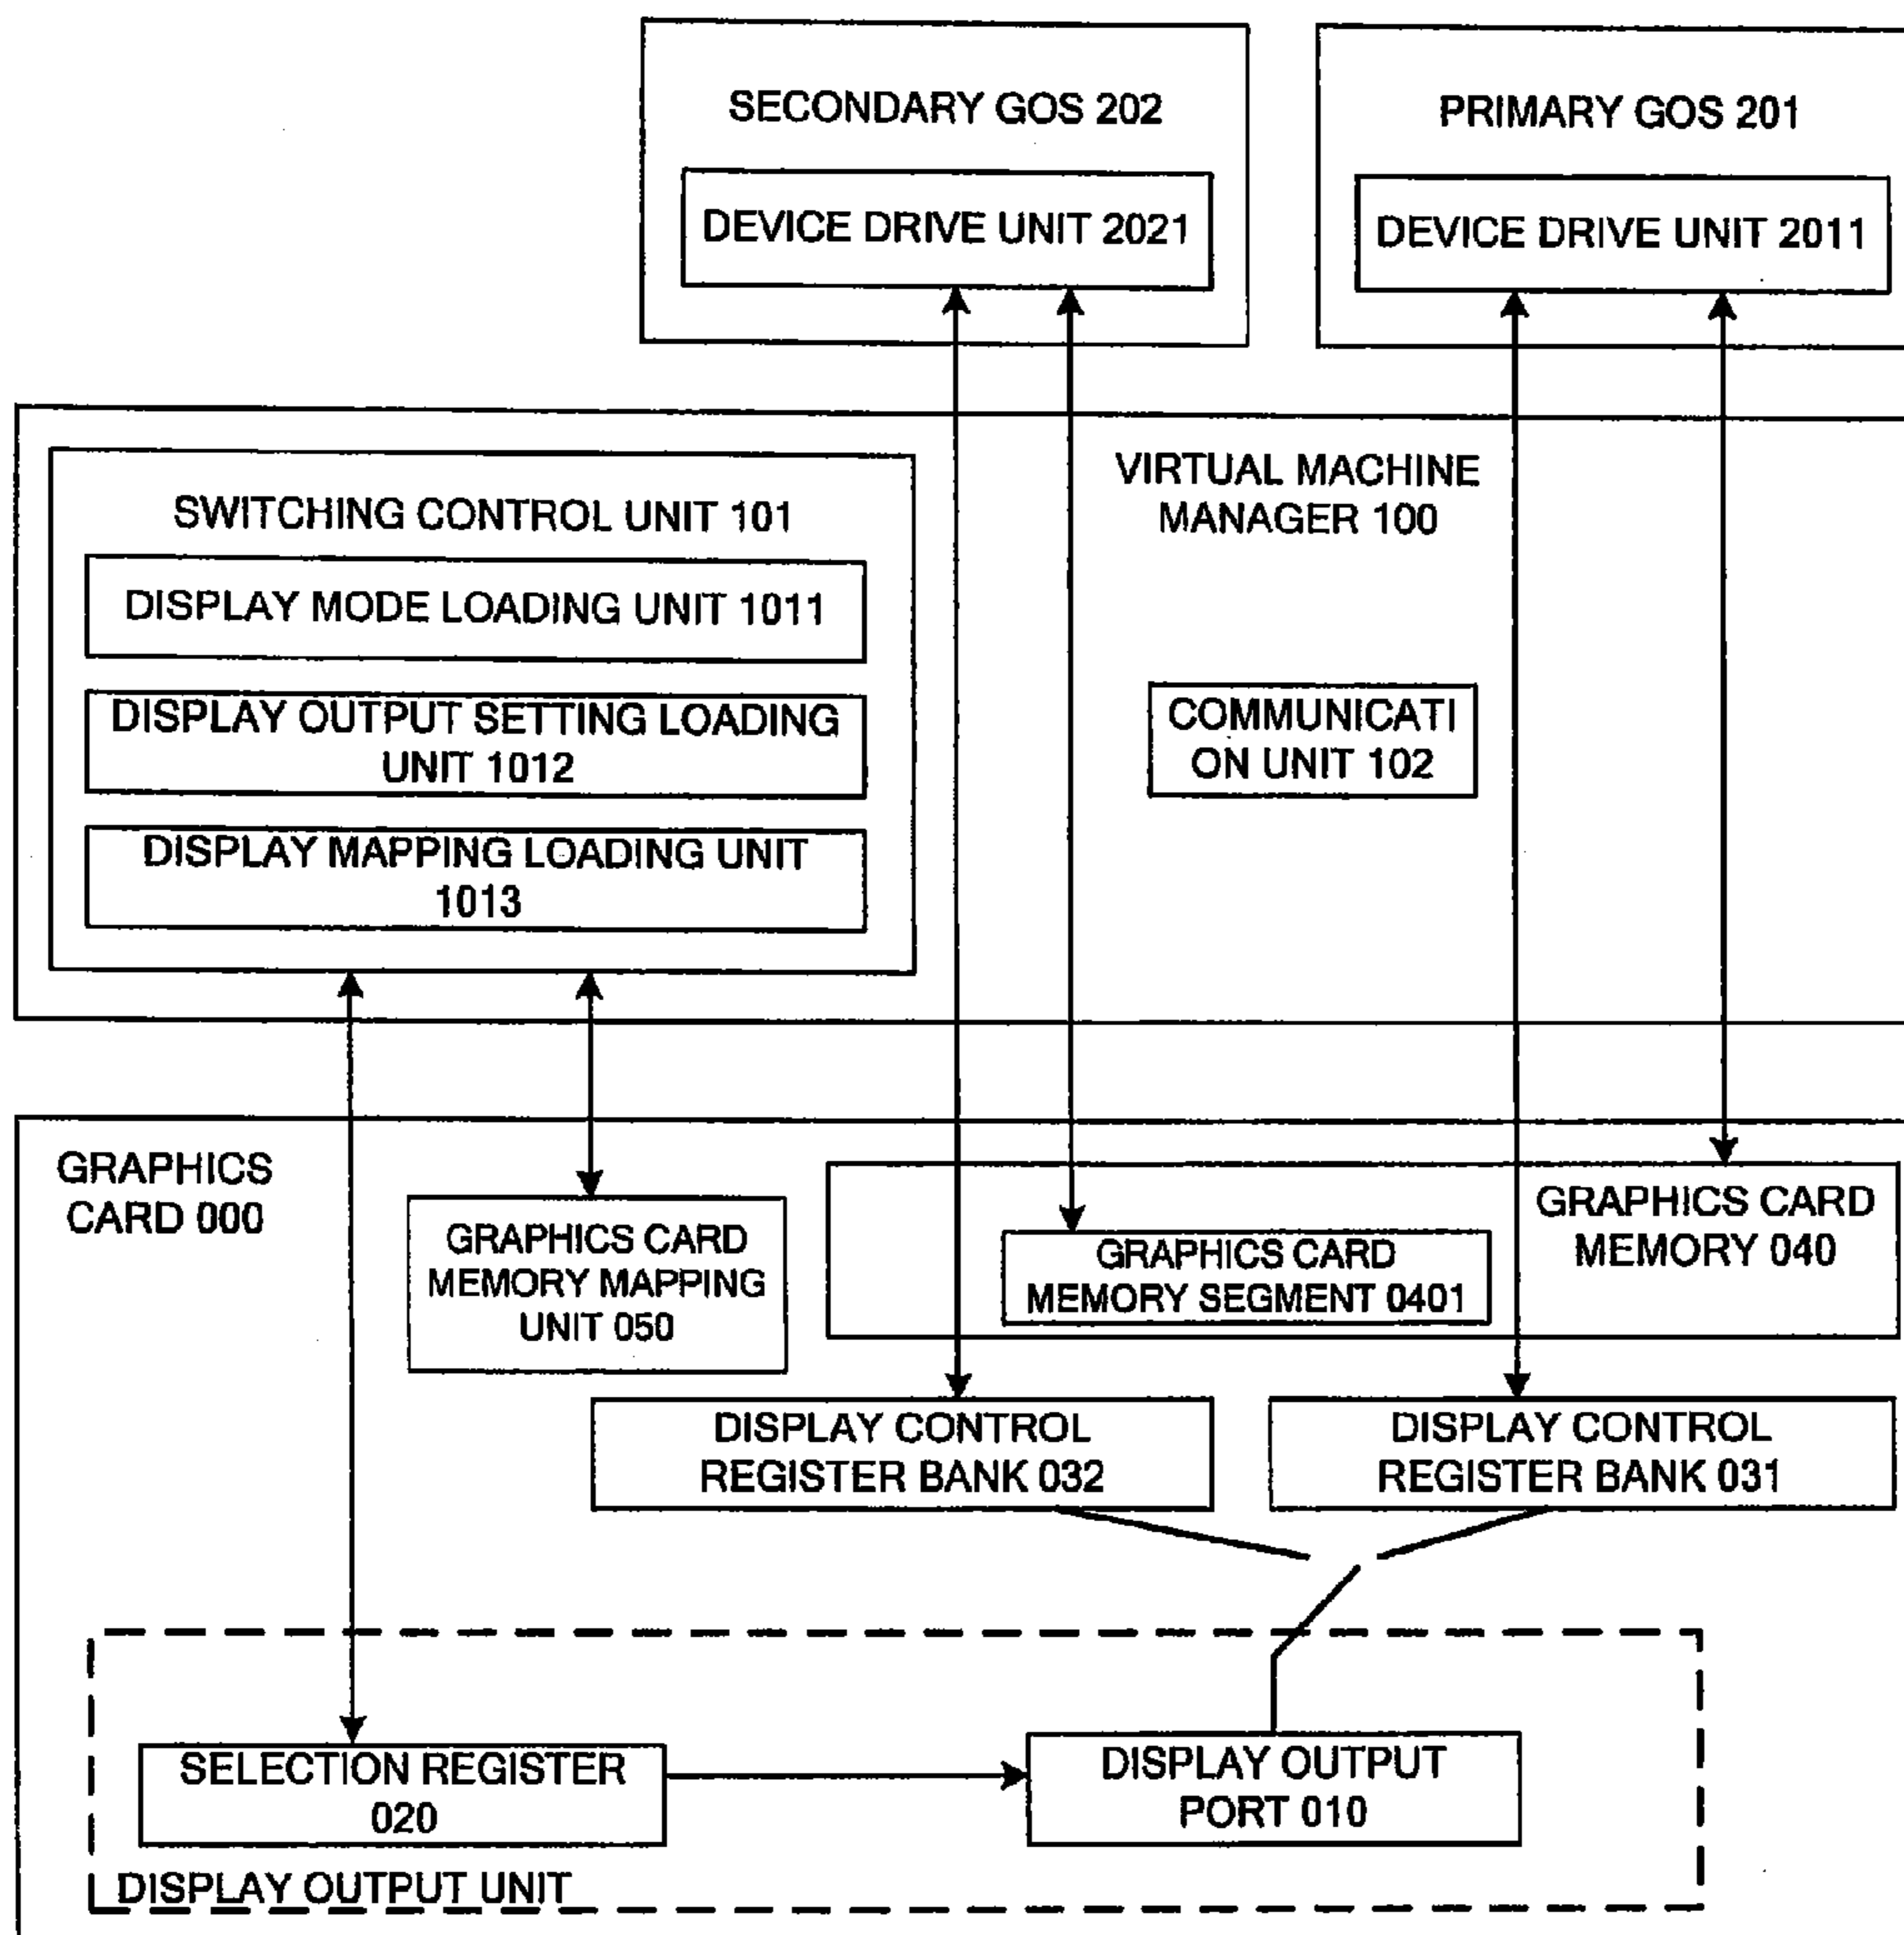 SECONDARY GOS 202
DEVICE DRIVE UNIT 2021
PRIMARY GOS 201
DEVICE DRIVE UNIT 2011
VIRTUAL MACHINE
MANAGER 100
SWITCHING CONTROL UNIT 101
DISPLAY MODE LOADING UNIT 1011
DISPLAY OUTPUT SETTING LOADING
UNIT 1012
DISPLAY MAPPING LOADING UNIT
1013
COMMUNICATI
ON UNIT 102
GRAPHICS
CARD 000
GRAPHICS CARD
MEMORY MAPPING
UNIT 050
GRAPHICS CARD
MEMORY 040
GRAPHICS CARD
MEMORY SEGMENT 0401
DISPLAY CONTROL
REGISTER BANK 032
DISPLAY CONTROL
REGISTER BANK 031
SELECTION REGISTER
020
DISPLAY OUTPUT
PORT 010
DISPLAY OUTPUT UNIT